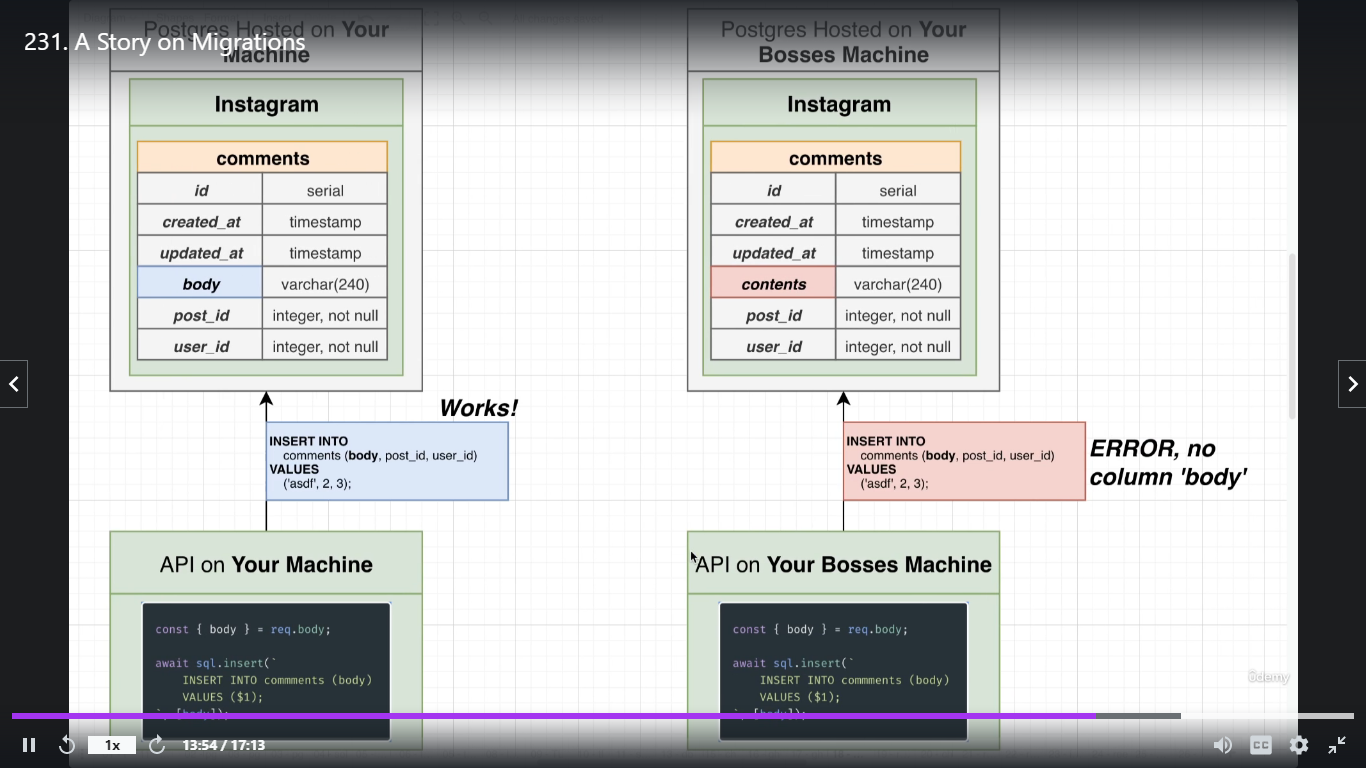 231. A Story on Migrations
Postgres Hosted on Your
Machine
Instagram
comments
id serial
created_at timestamp
updated_at timestamp
body varchar(240)
post_id integer, not null
user_id integer, not null
Works!
INSERT INTO
comments (body, post_id, user_id)
VALUES
('asdf', 2, 3);
API on Your Machine
const { body } = req.body;
await sql.insert(`
INSERT INTO commments (body)
VALUES ($1);
`, [body]);
Postgres Hosted on Your
Bosses Machine
Instagram
comments
id serial
created_at timestamp
updated_at timestamp
contents varchar(240)
post_id integer, not null
user_id integer, not null
INSERT INTO
comments (body, post_id, user_id)
VALUES
('asdf', 2, 3);
ERROR, no
column 'body'
API on Your Bosses Machine
const { body } = req.body;
await sql.insert(`
INSERT INTO commments (body)
VALUES ($1);
`, [body]);
ûdemy
1x
13:54 / 17:13
CC